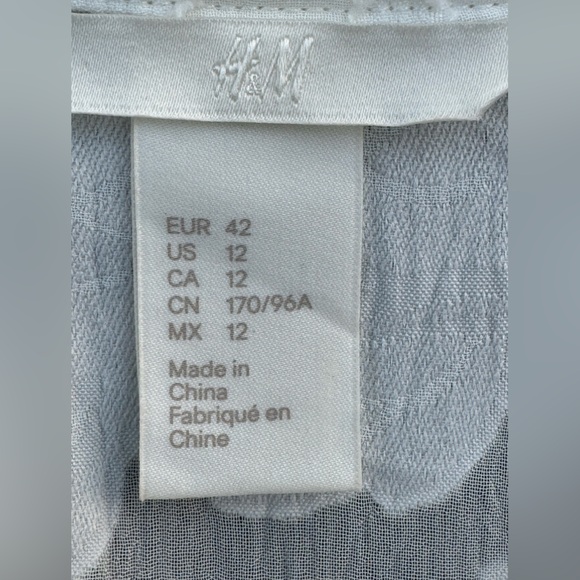 H&M
EUR 42
US 12
CA 12
CN 170/96A
MX 12
Made in
China
Fabriqué en
Chine